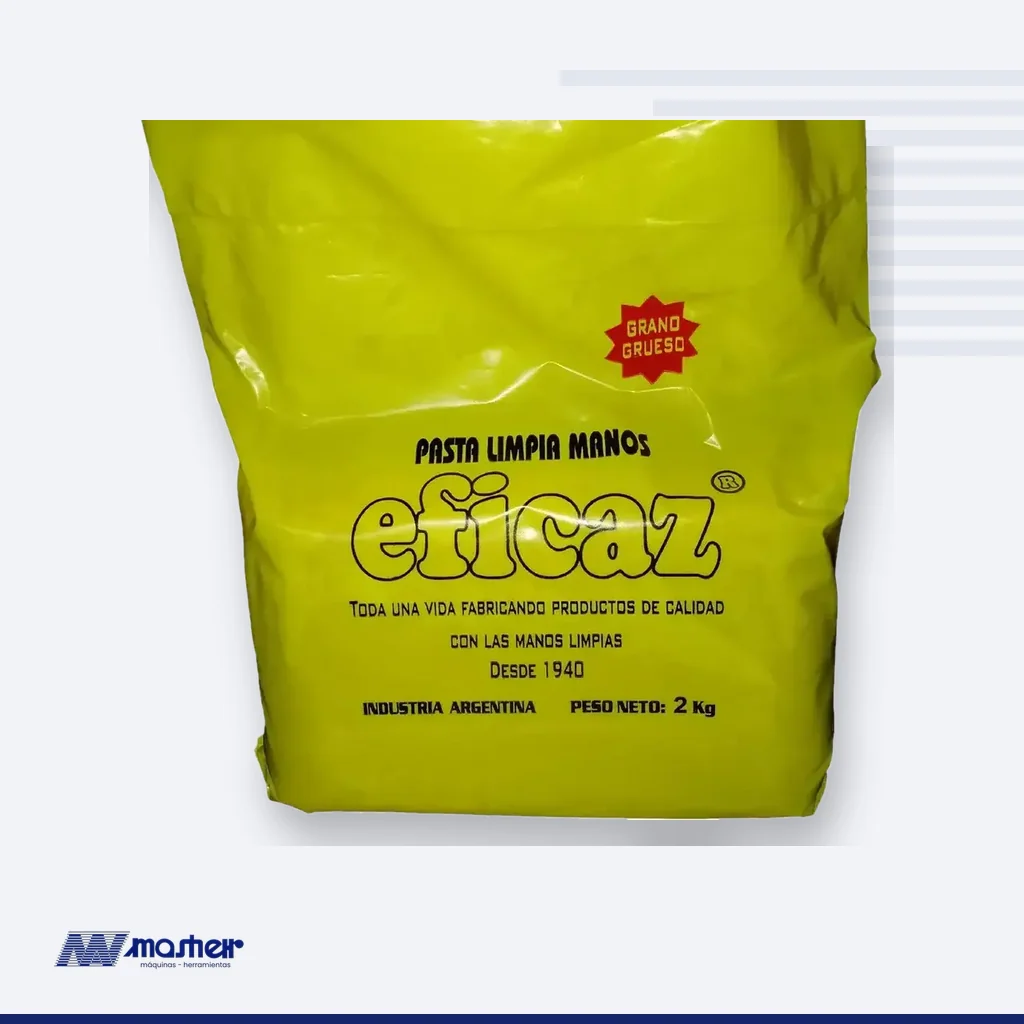 GRANO
GRUESO
PASTA LIMPIA MANOS
eficaz®
TODA UNA VIDA FABRICANDO PRODUCTOS DE CALIDAD
CON LAS MANOS LIMPIAS
DESDE 1940
INDUSTRIA ARGENTINA PESO NETO: 2 Kg
masherr
máquinas - herramientas